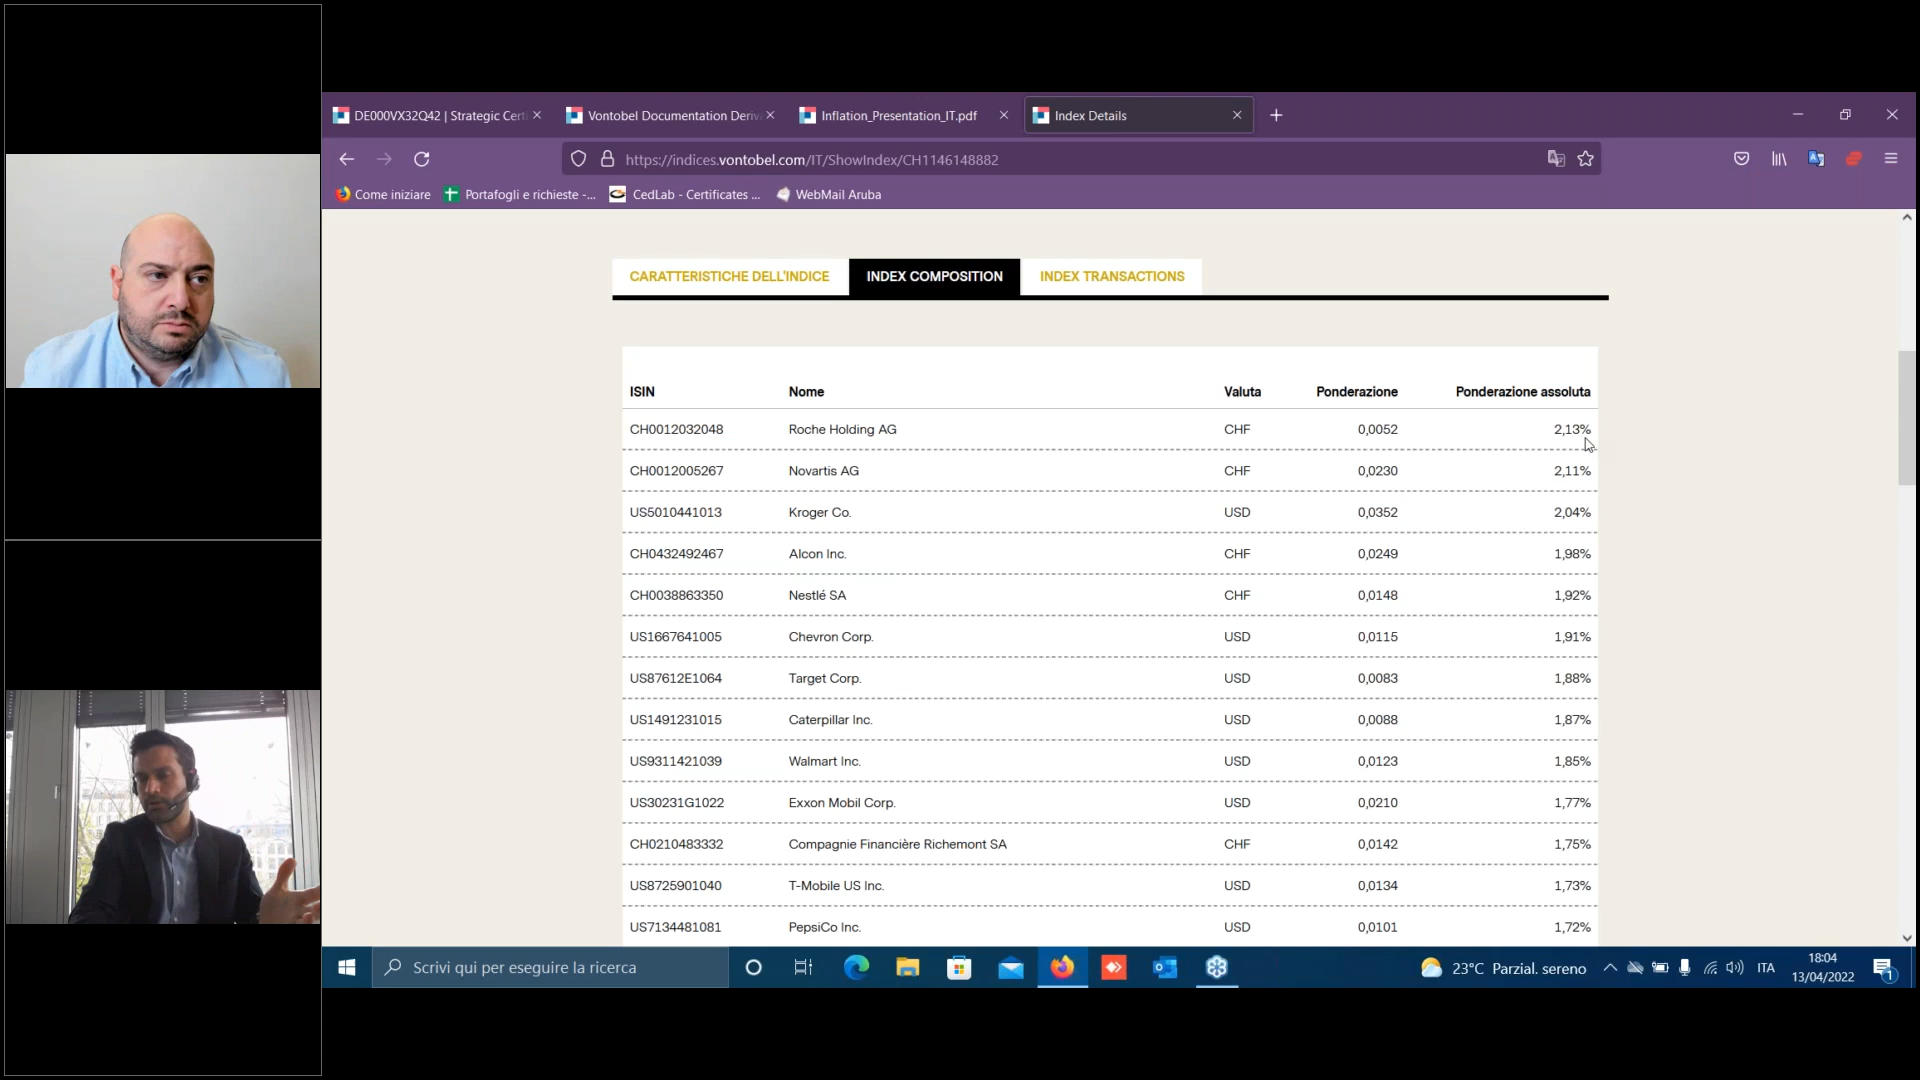 DE000VX32Q42 | Strategic Certi
Vontobel Documentation Deriv
Inflation_Presentation_IT.pdf
Index Details
https://indices.vontobel.com/IT/ShowIndex/CH1146148882
Come iniziare
Portafogli e richieste -...
CedLab - Certificates ...
WebMail Aruba
CARATTERISTICHE DELL'INDICE
INDEX COMPOSITION
INDEX TRANSACTIONS
ISIN Nome Valuta Ponderazione Ponderazione assoluta
CH0012032048 Roche Holding AG CHF 0,0052 2,13%
CH0012005267 Novartis AG CHF 0,0230 2,11%
US5010441013 Kroger Co. USD 0,0352 2,04%
CH0432492467 Alcon Inc. CHF 0,0249 1,98%
CH0038863350 Nestlé SA CHF 0,0148 1,92%
US1667641005 Chevron Corp. USD 0,0115 1,91%
US87612E1064 Target Corp. USD 0,0083 1,88%
US1491231015 Caterpillar Inc. USD 0,0088 1,87%
US9311421039 Walmart Inc. USD 0,0123 1,85%
US30231G1022 Exxon Mobil Corp. USD 0,0210 1,77%
CH0210483332 Compagnie Financière Richemont SA CHF 0,0142 1,75%
US8725901040 T-Mobile US Inc. USD 0,0134 1,73%
US7134481081 PepsiCo Inc. USD 0,0101 1,72%
Scrivi qui per eseguire la ricerca
23°C Parzial. sereno
ITA
18:04
13/04/2022
1